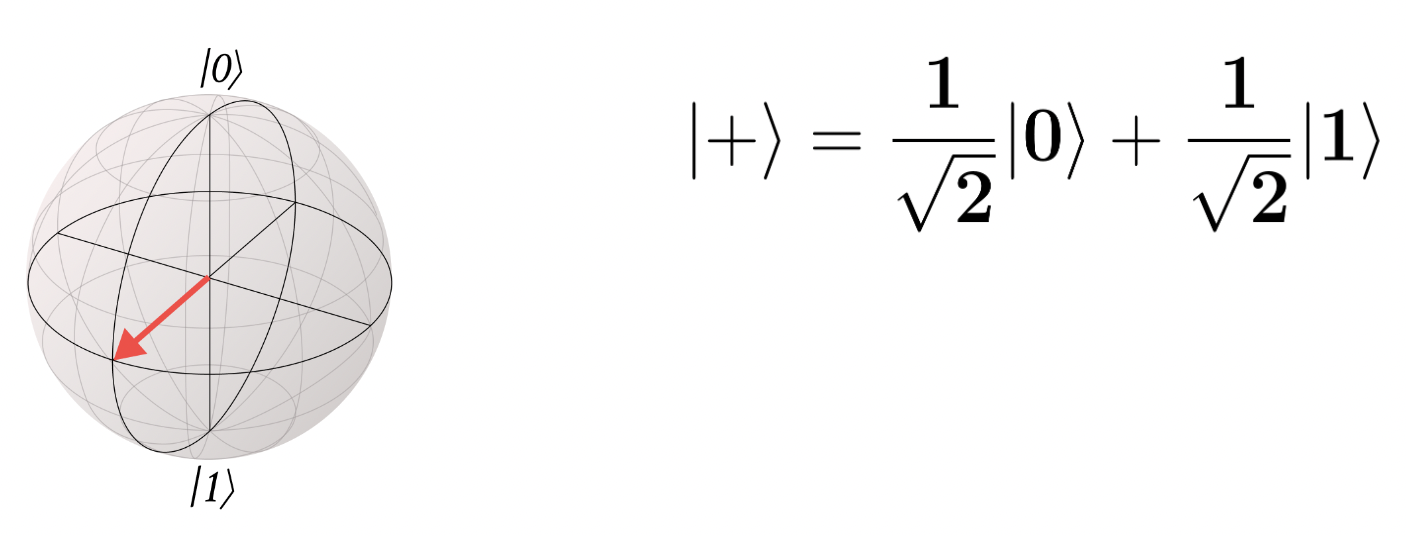 |0⟩
|+⟩ = 1/√2 |0⟩ + 1/√2 |1⟩
|1⟩